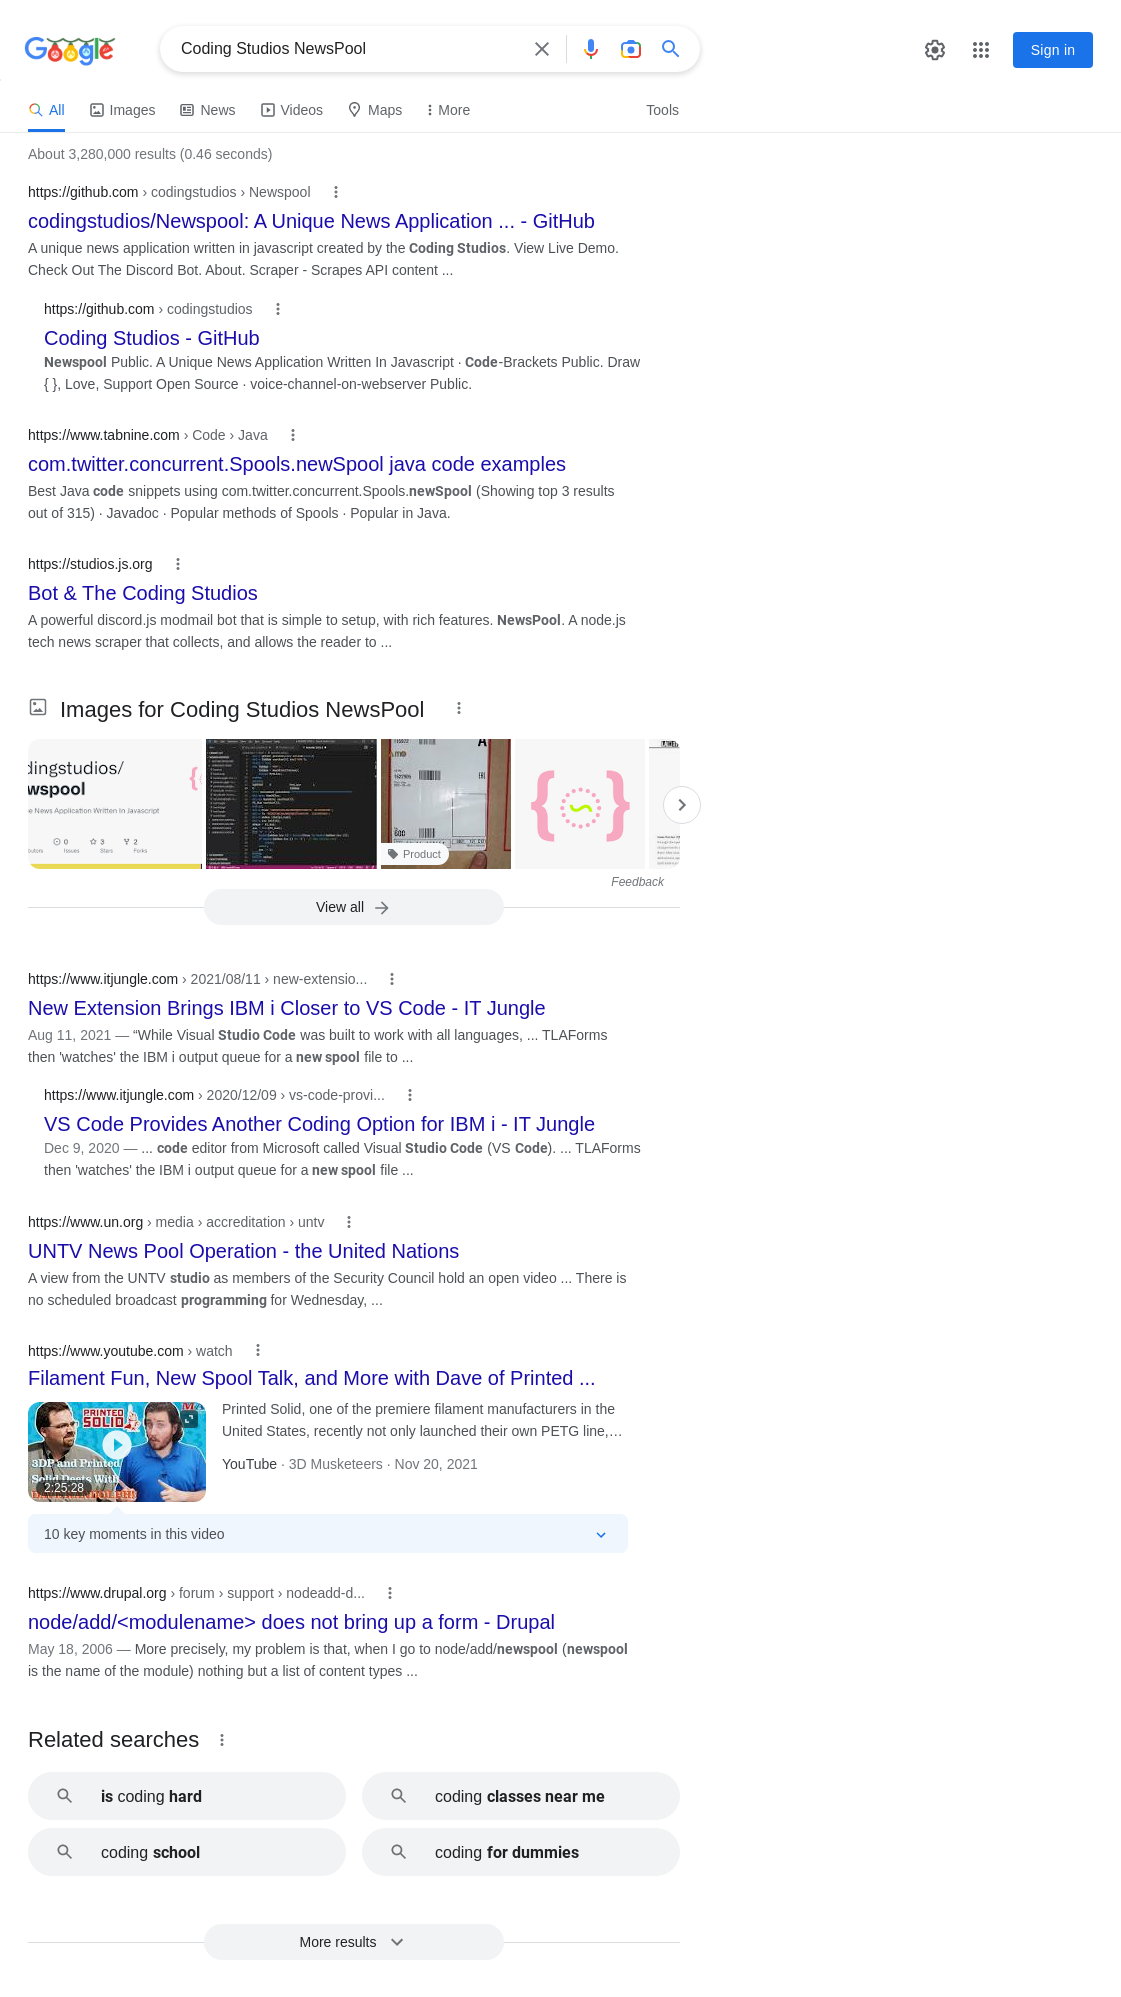 Google
Coding Studios NewsPool
Sign in
All
Images
News
Videos
Maps
More
Tools
About 3,280,000 results (0.46 seconds)
https://github.com › codingstudios › Newspool
codingstudios/Newspool: A Unique News Application ... - GitHub
A unique news application written in javascript created by the Coding Studios. View Live Demo.
Check Out The Discord Bot. About. Scraper - Scrapes API content ...
https://github.com › codingstudios
Coding Studios - GitHub
Newspool Public. A Unique News Application Written In Javascript · Code-Brackets Public. Draw
{ }, Love, Support Open Source · voice-channel-on-webserver Public.
https://www.tabnine.com › Code › Java
com.twitter.concurrent.Spools.newSpool java code examples
Best Java code snippets using com.twitter.concurrent.Spools.newSpool (Showing top 3 results
out of 315) · Javadoc · Popular methods of Spools · Popular in Java.
https://studios.js.org
Bot & The Coding Studios
A powerful discord.js modmail bot that is simple to setup, with rich features. NewsPool. A node.js
tech news scraper that collects, and allows the reader to ...
Images for Coding Studios NewsPool
dingstudios/
wspool
e News Application Written In Javascript
0
3
2
Issues
Stars
Forks
Product
Feedback
View all
https://www.itjungle.com › 2021/08/11 › new-extensio...
New Extension Brings IBM i Closer to VS Code - IT Jungle
Aug 11, 2021 — “While Visual Studio Code was built to work with all languages, ... TLAForms
then 'watches' the IBM i output queue for a new spool file to ...
https://www.itjungle.com › 2020/12/09 › vs-code-provi...
VS Code Provides Another Coding Option for IBM i - IT Jungle
Dec 9, 2020 — ... code editor from Microsoft called Visual Studio Code (VS Code). ... TLAForms
then 'watches' the IBM i output queue for a new spool file ...
https://www.un.org › media › accreditation › untv
UNTV News Pool Operation - the United Nations
A view from the UNTV studio as members of the Security Council hold an open video ... There is
no scheduled broadcast programming for Wednesday, ...
https://www.youtube.com › watch
Filament Fun, New Spool Talk, and More with Dave of Printed ...
PRINTED
SOLID
3DP and Printed
Solid Deets With
2:25:28
Printed Solid, one of the premiere filament manufacturers in the
United States, recently not only launched their own PETG line,…
YouTube · 3D Musketeers · Nov 20, 2021
10 key moments in this video
https://www.drupal.org › forum › support › nodeadd-d...
node/add/<modulename> does not bring up a form - Drupal
May 18, 2006 — More precisely, my problem is that, when I go to node/add/newspool (newspool
is the name of the module) nothing but a list of content types ...
Related searches
is coding hard
coding classes near me
coding school
coding for dummies
More results